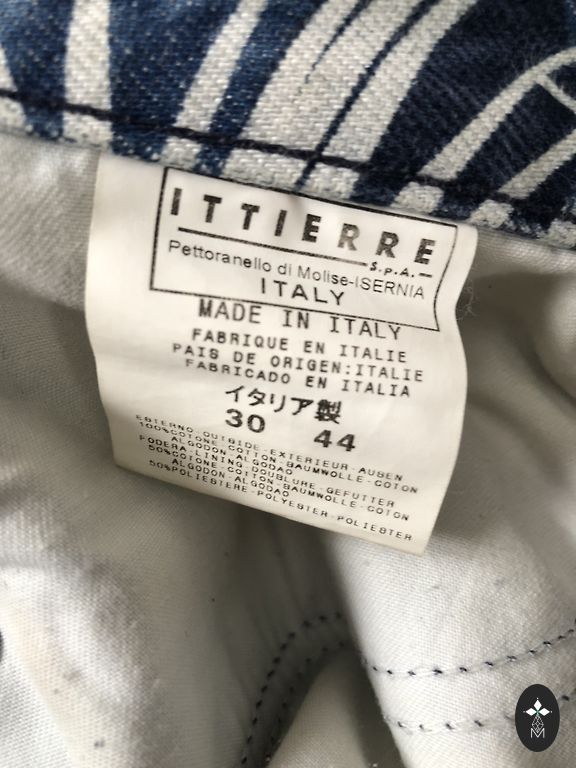 ITTIERRE
S.p.A.
Pettoranello di Molise-ISERNIA
ITALY
MADE IN ITALY
FABRIQUE EN ITALIE
PAIS DE ORIGEN:ITALIE
FABRICADO EN ITALIA
イタリア製
30 44
ESTERNO-OUTSIDE-EXTERIEUR-AUSEN
100%COTONE-COTTON-BAUMWOLLE-COTON
ALGODON-ALGODAO
FODERA-LINING-DOUBLURE-GEFUTTER
50%COTONE-COTTON-BAUMWOLLE-COTON
ALGODON-ALGODAO
50%POLIESTERE-POLYESTER-POLIESTER
M